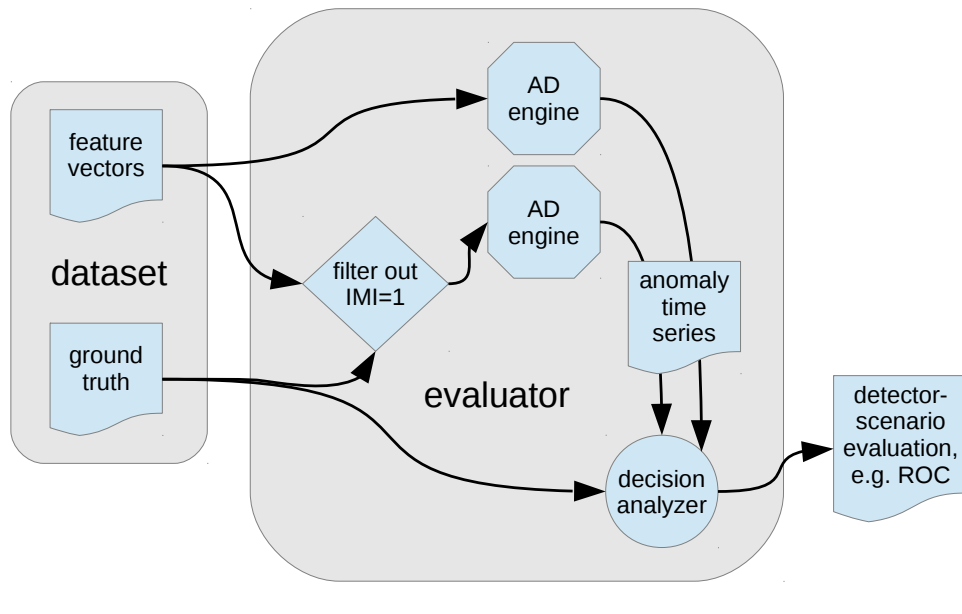 feature
vectors
dataset
ground
truth
AD
engine
AD
engine
filter out
IMI=1
anomaly
time
series
evaluator
decision
analyzer
detector-
scenario
evaluation,
e.g. ROC